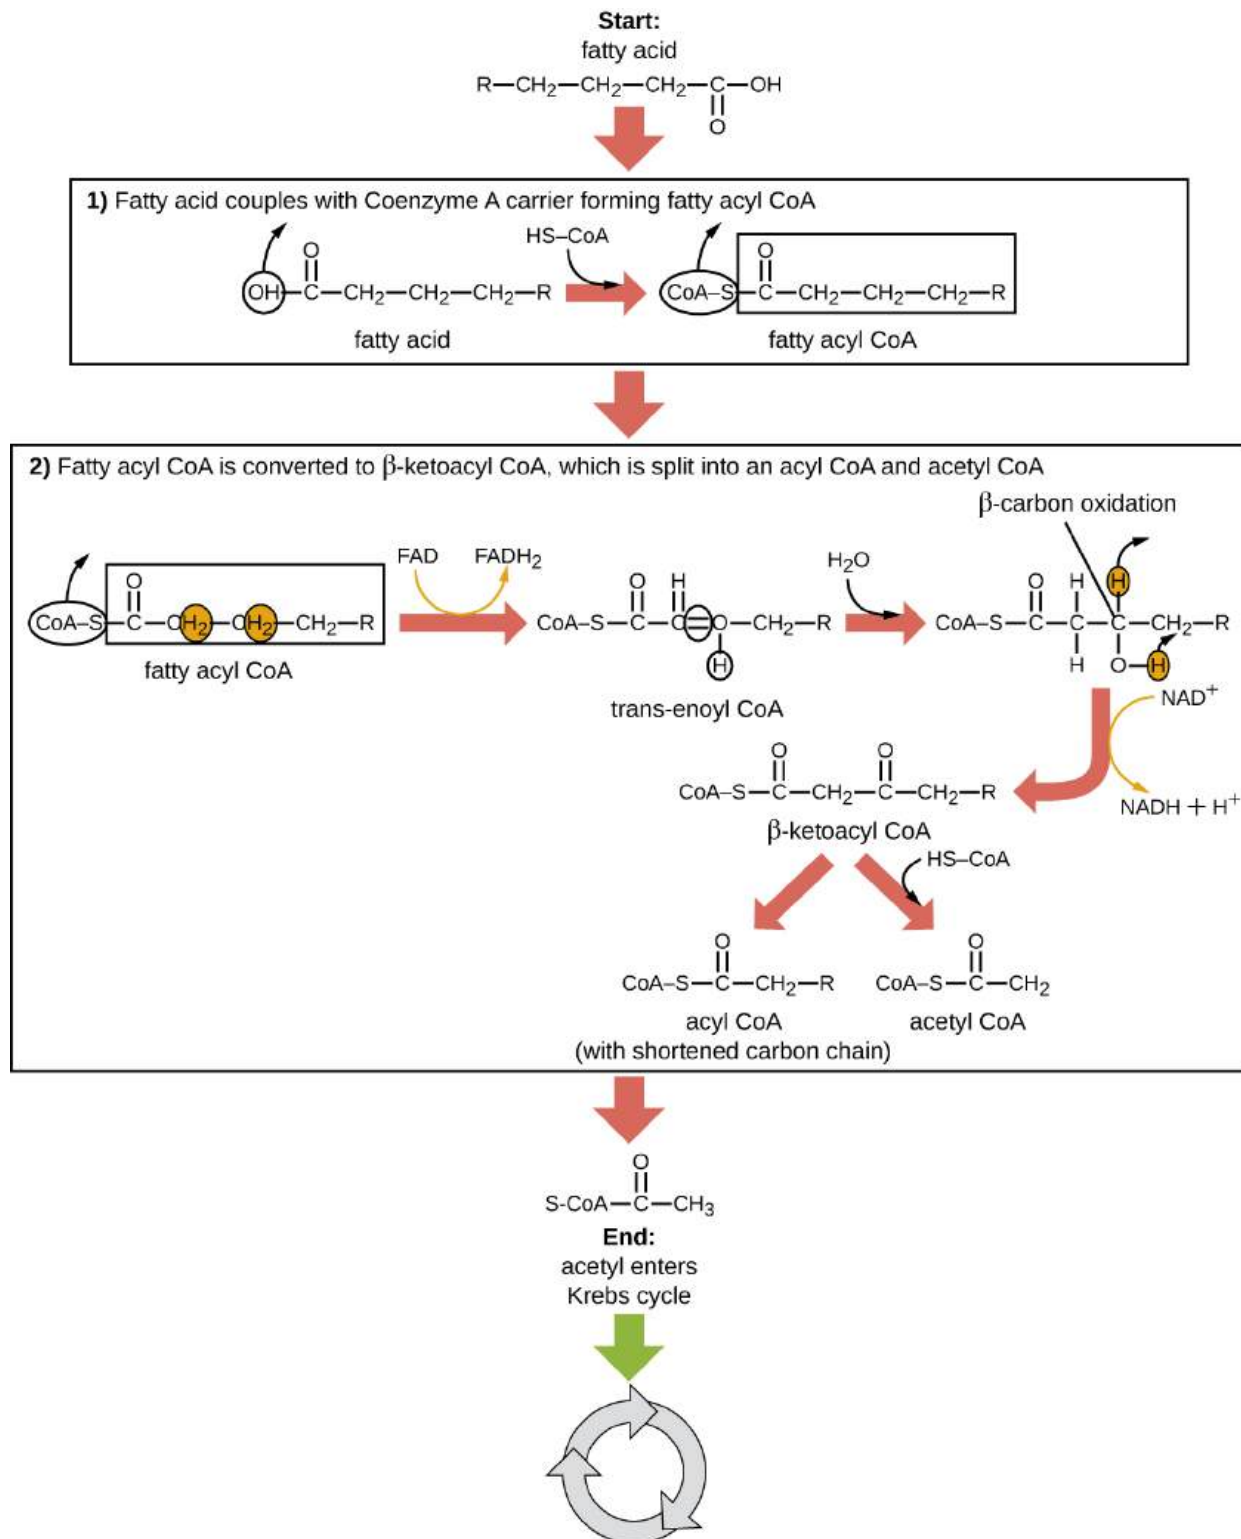 Start:
fatty acid
R—CH₂—CH₂—CH₂—C—OH
O
1) Fatty acid couples with Coenzyme A carrier forming fatty acyl CoA
HS–CoA
O
O
OH—C—CH₂—CH₂—CH₂—R
CoA–S—C—CH₂—CH₂—CH₂—R
fatty acid
fatty acyl CoA
2) Fatty acyl CoA is converted to β-ketoacyl CoA, which is split into an acyl CoA and acetyl CoA
β-carbon oxidation
FAD
FADH₂
H₂O
O
O
H
O
H
H
CoA–S—C—CH₂—CH₂—CH₂—R
CoA–S—C—C=C—CH₂—R
CoA–S—C—C—C—CH₂—R
H
H
O—H
fatty acyl CoA
trans-enoyl CoA
NAD⁺
O
O
CoA–S—C—CH₂—C—CH₂—R
NADH + H⁺
β-ketoacyl CoA
HS–CoA
O
O
CoA–S—C—CH₂—R
CoA–S—C—CH₂
acyl CoA
acetyl CoA
(with shortened carbon chain)
O
S-CoA—C—CH₃
End:
acetyl enters
Krebs cycle